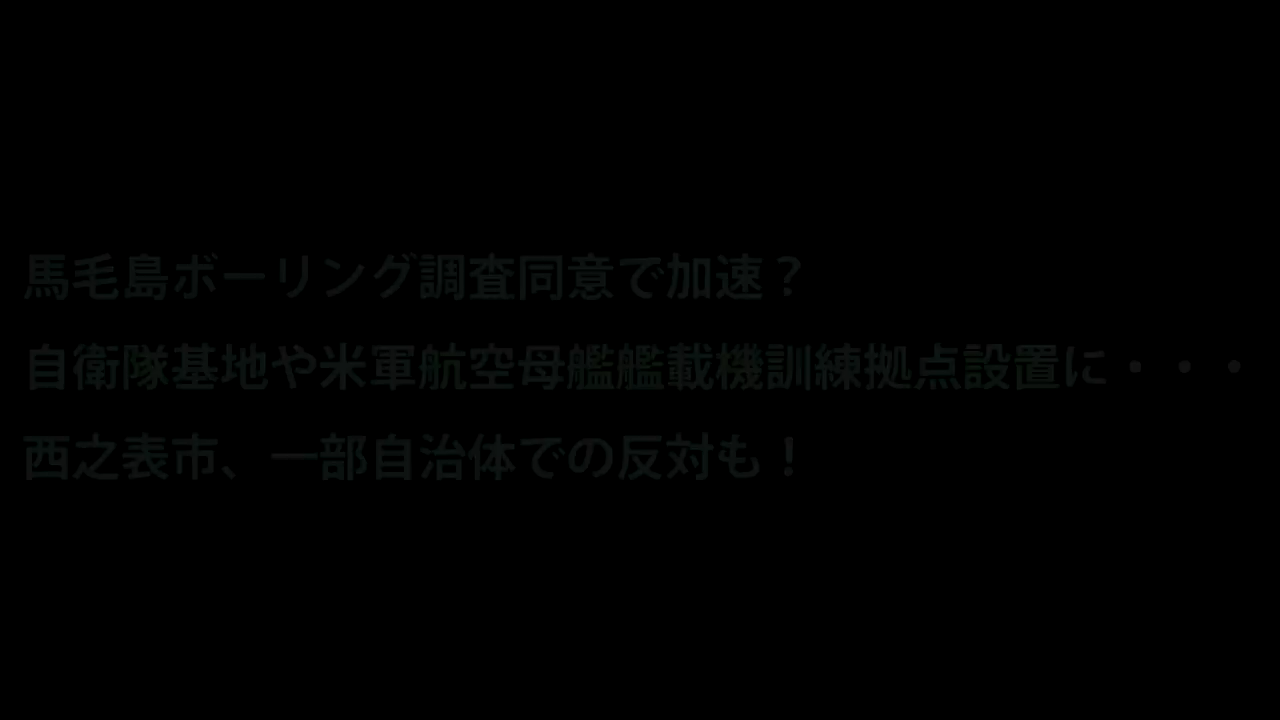 馬毛島ボーリング調査同意で加速？
自衛隊基地や米軍航空母艦艦載機訓練拠点設置に・・・
西之表市、一部自治体での反対も！